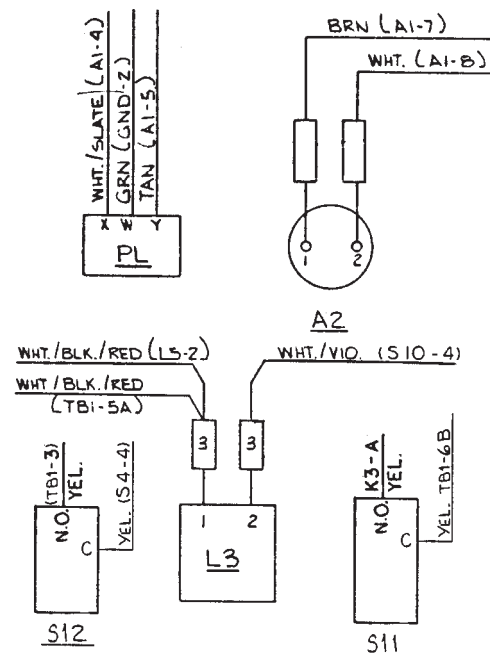 BRN (A1-7)
WHT. (A1-8)
WHT./SLATE (A1-4)
GRN (GND-2)
TAN (A1-5)
X W Y
PL
1 2
A2
WHT./BLK./RED (L5-2)
WHT./VIO. (S10-4)
WHT/BLK/RED
(TB1-5A)
3 3
1 2
L3
(TB1-3)
YEL.
N.O.
C
YEL. (S4-4)
S12
K3-A
YEL.
N.O.
C
YEL. TB1-6B
S11